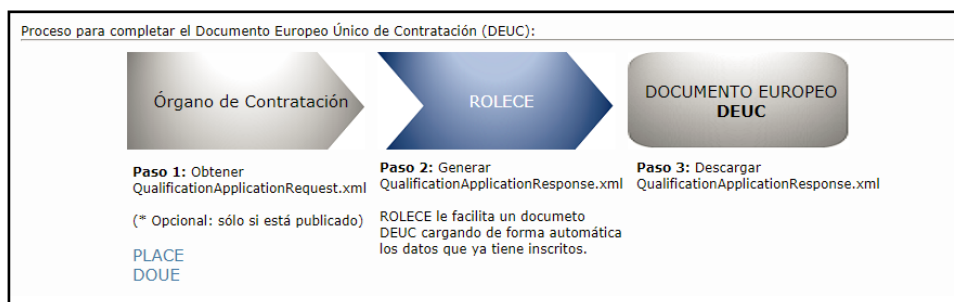 Proceso para completar el Documento Europeo Único de Contratación (DEUC):
Órgano de Contratación
ROLECE
DOCUMENTO EUROPEO
DEUC
Paso 1: Obtener
QualificationApplicationRequest.xml
(* Opcional: sólo si está publicado)
PLACE
DOUE
Paso 2: Generar
QualificationApplicationResponse.xml
ROLECE le facilita un documeto
DEUC cargando de forma automática
los datos que ya tiene inscritos.
Paso 3: Descargar
QualificationApplicationResponse.xml